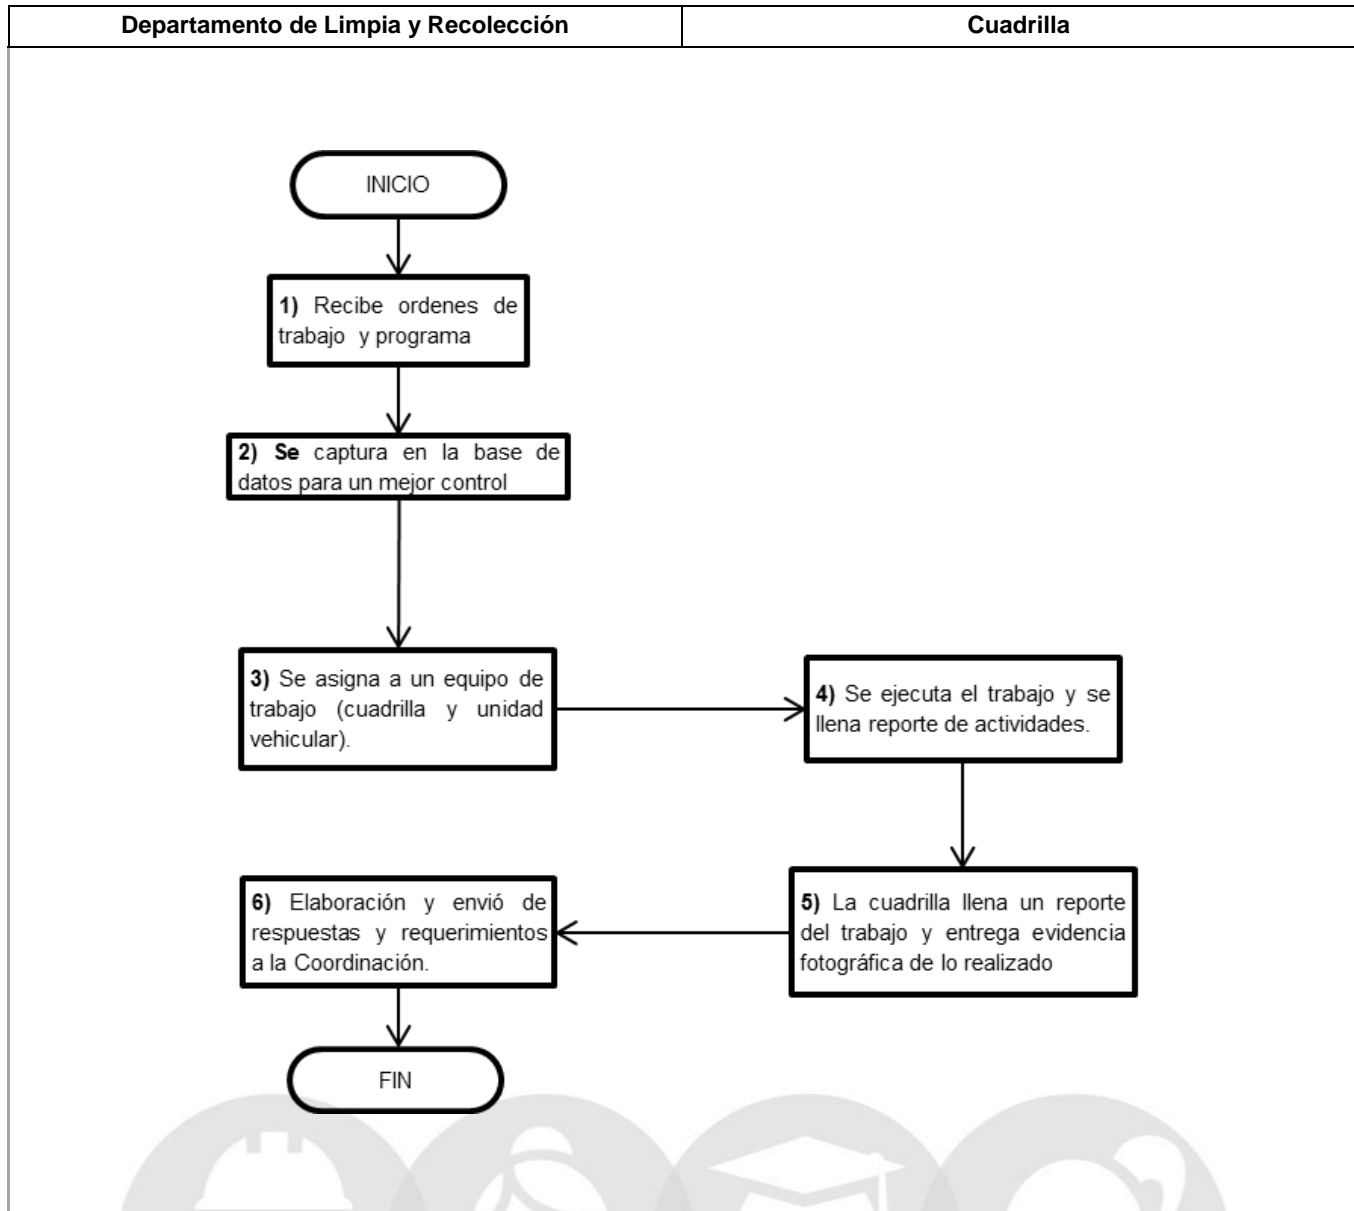 Departamento de Limpia y Recolección
Cuadrilla
INICIO
1) Recibe ordenes de
trabajo y programa
2) Se captura en la base de
datos para un mejor control
3) Se asigna a un equipo de
trabajo (cuadrilla y unidad
vehicular).
4) Se ejecuta el trabajo y se
llena reporte de actividades.
5) La cuadrilla llena un reporte
del trabajo y entrega evidencia
fotográfica de lo realizado
6) Elaboración y envió de
respuestas y requerimientos
a la Coordinación.
FIN